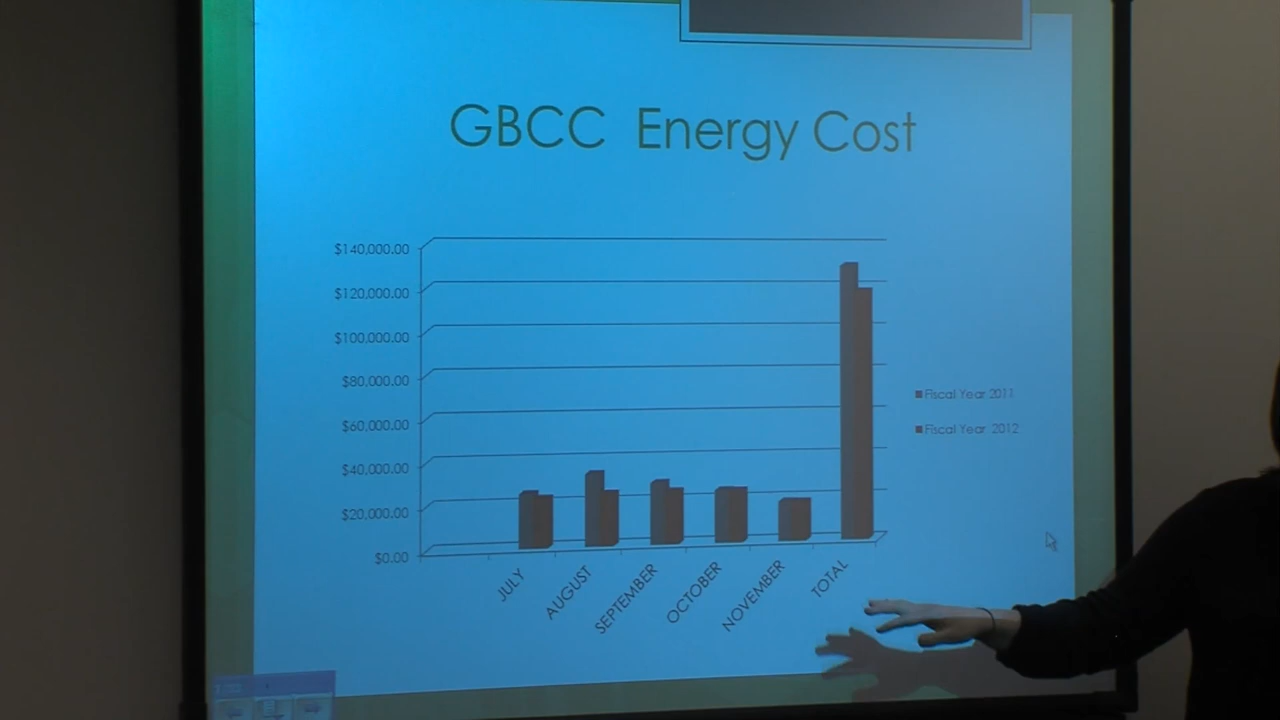 GBCC Energy Cost
$140,000.00
$120,000.00
$100,000.00
$80,000.00
$60,000.00
$40,000.00
$20,000.00
$0.00
JULY
AUGUST
SEPTEMBER
OCTOBER
NOVEMBER
TOTAL
Fiscal Year 2011
Fiscal Year 2012